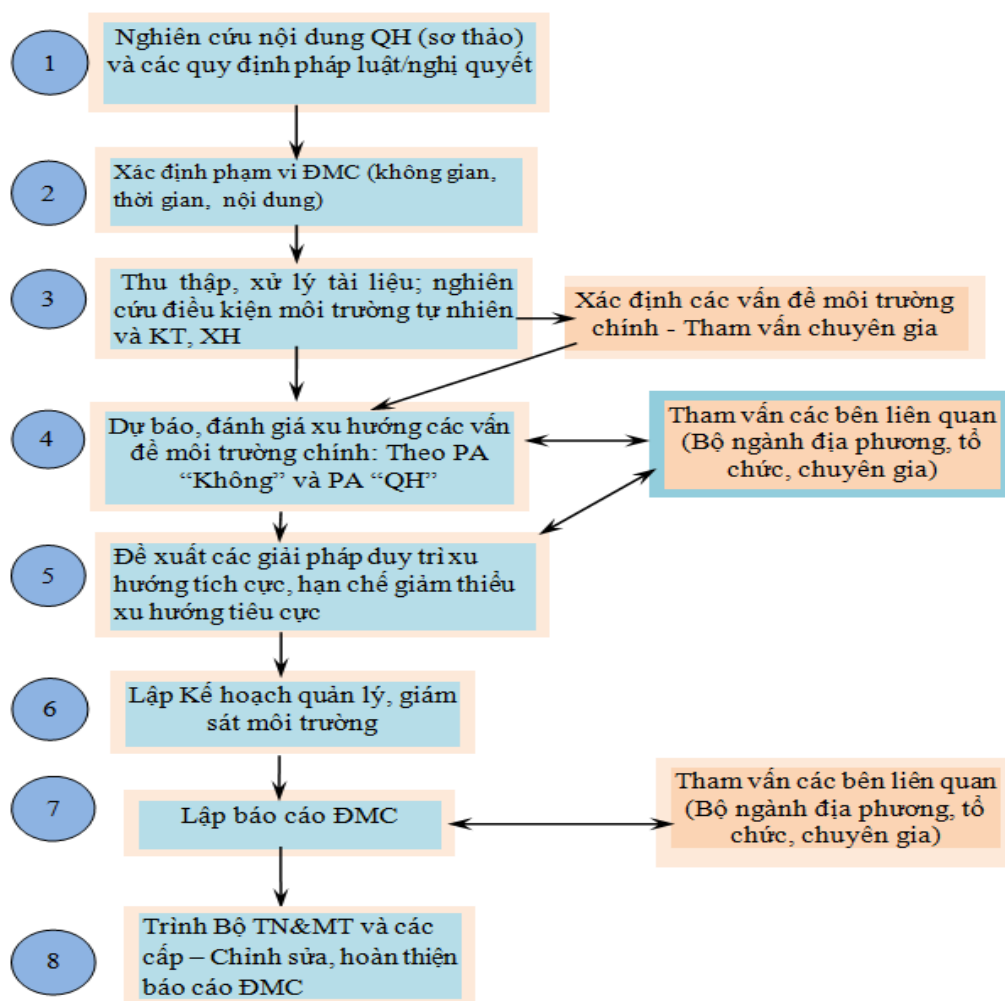 1
Nghiên cứu nội dung QH (sơ thảo)
và các quy định pháp luật/nghị quyết
2
Xác định phạm vi ĐMC (không gian,
thời gian, nội dung)
3
Thu thập, xử lý tài liệu; nghiên
cứu điều kiện môi trường tự nhiên
và KT, XH
Xác định các vấn đề môi trường
chính - Tham vấn chuyên gia
4
Dự báo, đánh giá xu hướng các vấn
đề môi trường chính: Theo PA
“Không” và PA “QH”
Tham vấn các bên liên quan
(Bộ ngành địa phương, tổ
chức, chuyên gia)
5
Đề xuất các giải pháp duy trì xu
hướng tích cực, hạn chế giảm thiểu
xu hướng tiêu cực
6
Lập Kế hoạch quản lý, giám
sát môi trường
7
Lập báo cáo ĐMC
Tham vấn các bên liên quan
(Bộ ngành địa phương, tổ
chức, chuyên gia)
8
Trình Bộ TN&MT và các
cấp – Chỉnh sửa, hoàn thiện
báo cáo ĐMC